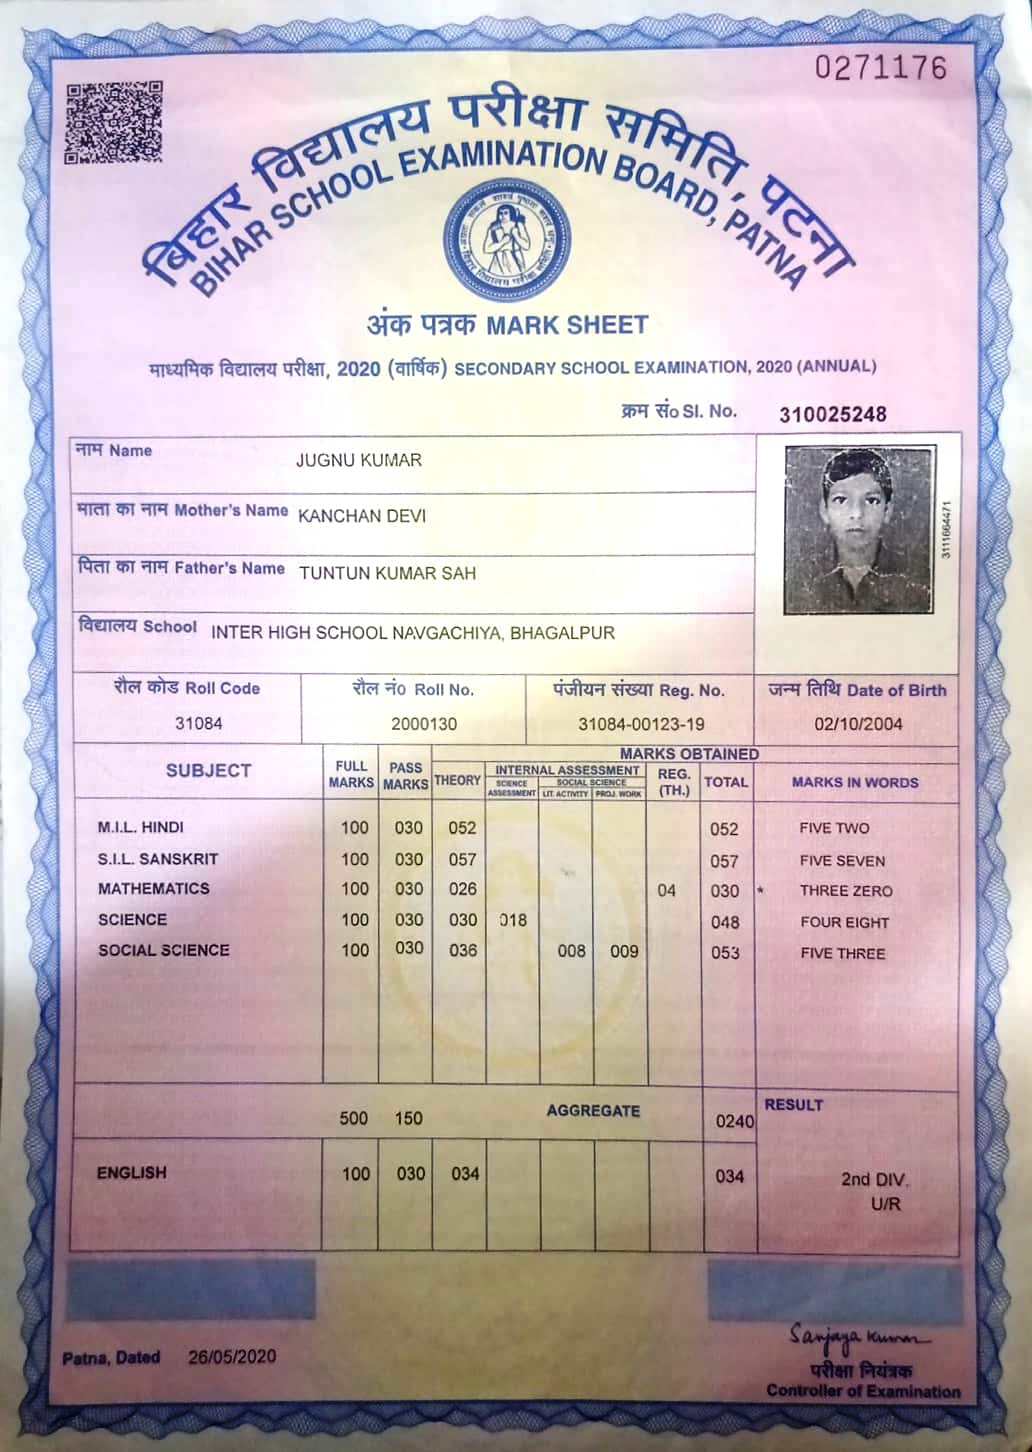 0271176
बिहार विद्यालय परीक्षा समिति, पटना
BIHAR SCHOOL EXAMINATION BOARD, PATNA
अंक पत्रक MARK SHEET
माध्यमिक विद्यालय परीक्षा, 2020 (वार्षिक) SECONDARY SCHOOL EXAMINATION, 2020 (ANNUAL)
क्रम सं० Sl. No. 310025248
नाम Name JUGNU KUMAR
माता का नाम Mother's Name KANCHAN DEVI
पिता का नाम Father's Name TUNTUN KUMAR SAH
3111664471
विद्यालय School INTER HIGH SCHOOL NAVGACHIYA, BHAGALPUR
रौल कोड Roll Code रौल नं० Roll No. पंजीयन संख्या Reg. No. जन्म तिथि Date of Birth
31084 2000130 31084-00123-19 02/10/2004
MARKS OBTAINED
SUBJECT FULL MARKS PASS MARKS THEORY INTERNAL ASSESSMENT REG. (TH.) TOTAL MARKS IN WORDS
SCIENCE ASSESSMENT SOCIAL SCIENCE
LIT. ACTIVITY PROJ. WORK
M.I.L. HINDI 100 030 052 052 FIVE TWO
S.I.L. SANSKRIT 100 030 057 057 FIVE SEVEN
MATHEMATICS 100 030 026 04 030 * THREE ZERO
SCIENCE 100 030 030 018 048 FOUR EIGHT
SOCIAL SCIENCE 100 030 036 008 009 053 FIVE THREE
500 150 AGGREGATE 0240 RESULT
ENGLISH 100 030 034 034 2nd DIV.
U/R
Sanjaya Kumar
Patna, Dated 26/05/2020
परीक्षा नियंत्रक
Controller of Examination